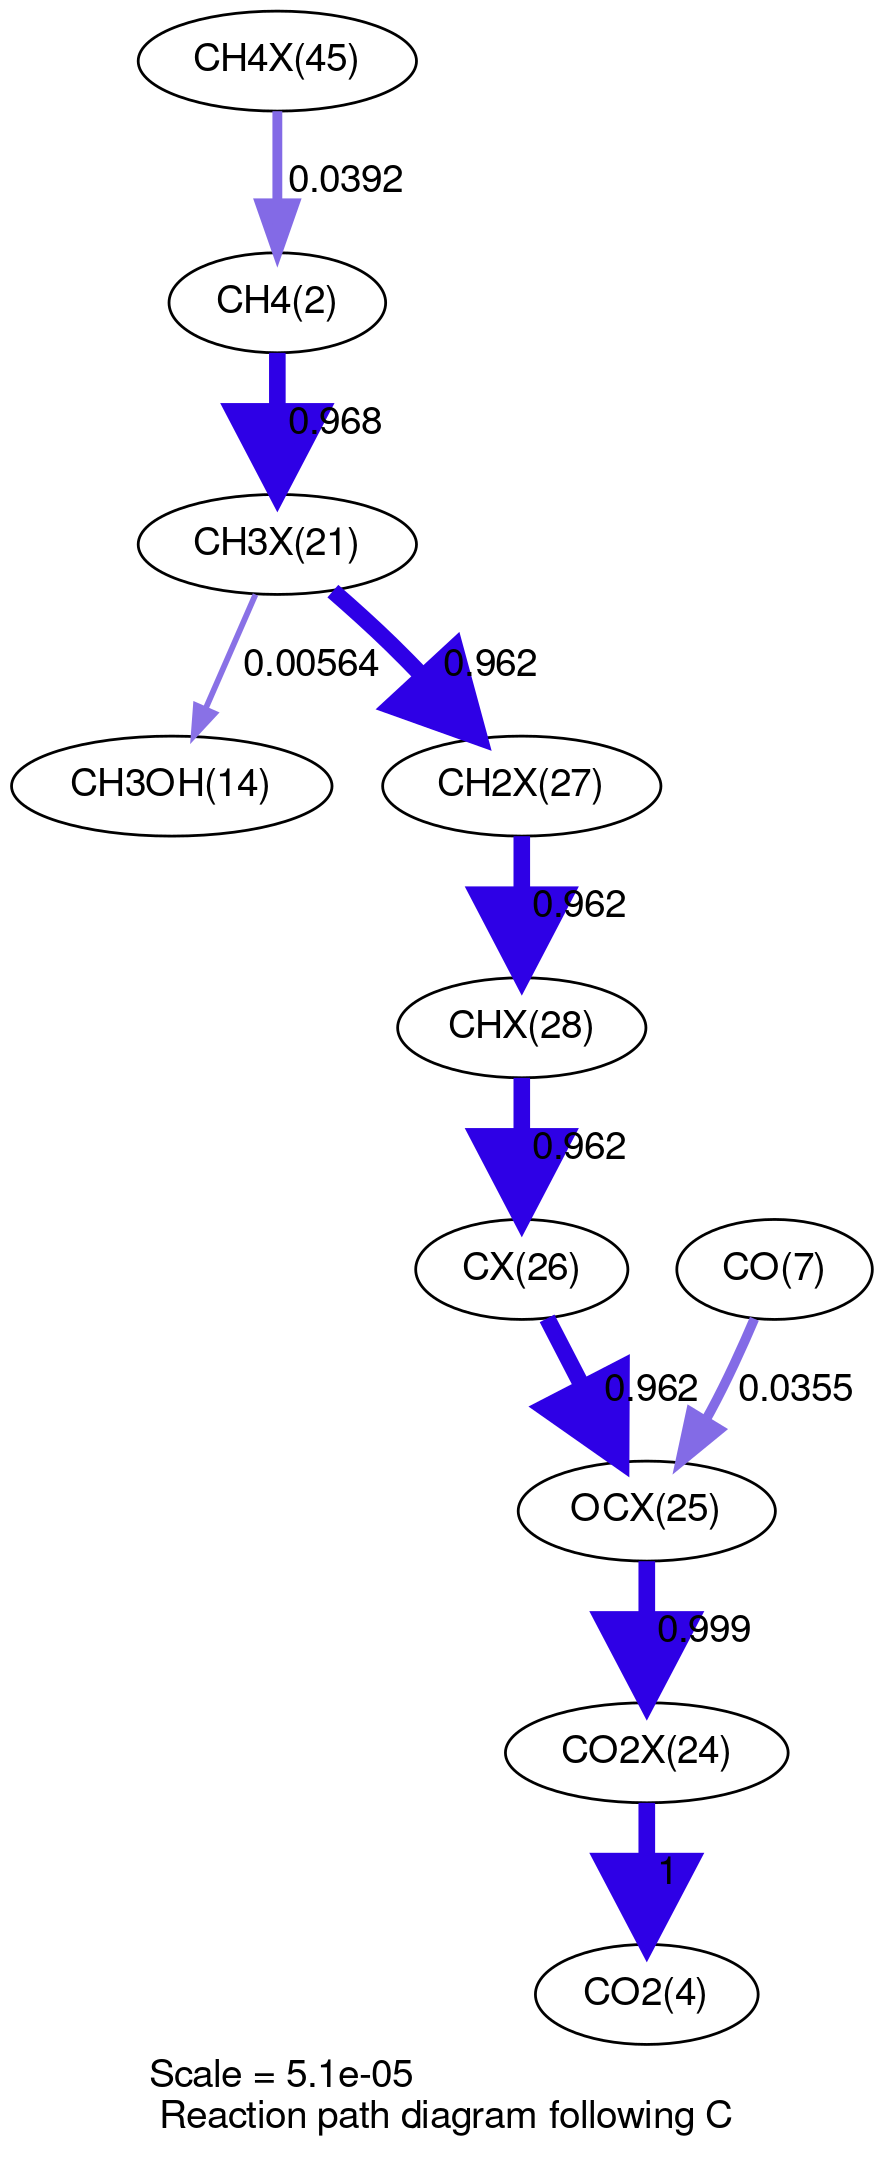 CH4X(45)
0.0392
CH4(2)
0.968
CH3X(21)
0.00564
0.962
CH3OH(14)
CH2X(27)
0.962
CHX(28)
0.962
CX(26)
CO(7)
0.962
0.0355
OCX(25)
0.999
CO2X(24)
1
CO2(4)
Scale = 5.1e-05
Reaction path diagram following C